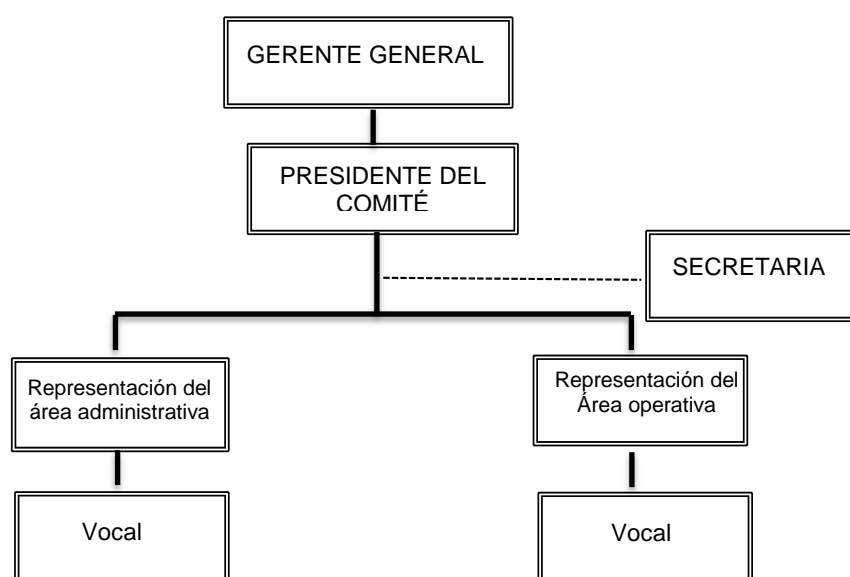 GERENTE GENERAL
PRESIDENTE DEL
COMITÉ
SECRETARIA
Representación del
área administrativa
Representación del
Área operativa
Vocal
Vocal